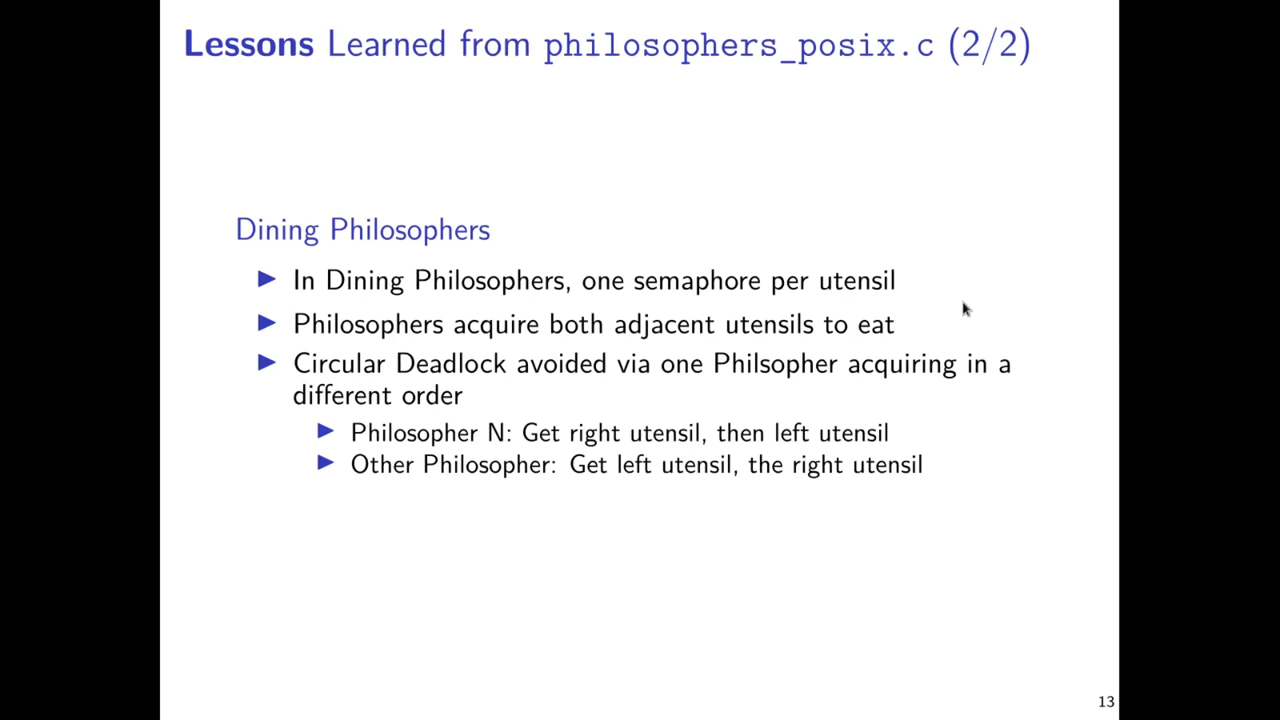 Lessons Learned from philosophers_posix.c (2/2)
Dining Philosophers
▶ In Dining Philosophers, one semaphore per utensil
▶ Philosophers acquire both adjacent utensils to eat
▶ Circular Deadlock avoided via one Philsopher acquiring in a
different order
▶ Philosopher N: Get right utensil, then left utensil
▶ Other Philosopher: Get left utensil, the right utensil
13